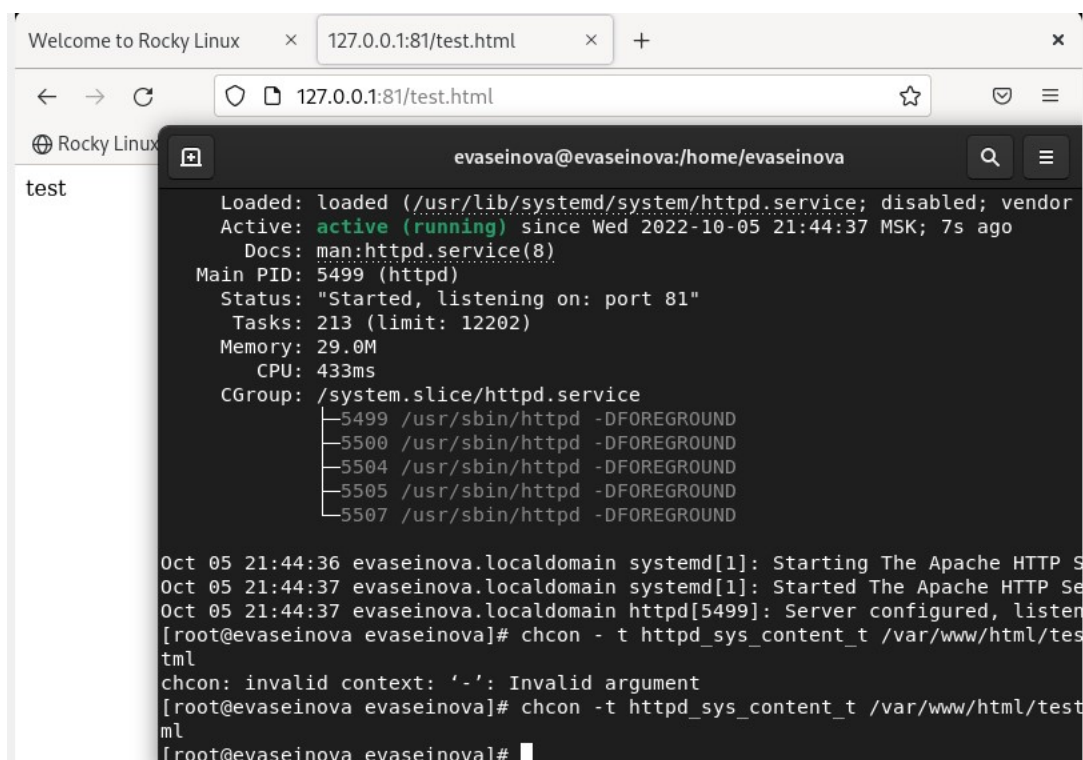 Welcome to Rocky Linux
127.0.0.1:81/test.html
127.0.0.1:81/test.html
Rocky Linux
evaseinova@evaseinova:/home/evaseinova
test
Loaded: loaded (/usr/lib/systemd/system/httpd.service; disabled; vendor
Active: active (running) since Wed 2022-10-05 21:44:37 MSK; 7s ago
Docs: man:httpd.service(8)
Main PID: 5499 (httpd)
Status: "Started, listening on: port 81"
Tasks: 213 (limit: 12202)
Memory: 29.0M
CPU: 433ms
CGroup: /system.slice/httpd.service
├─5499 /usr/sbin/httpd -DFOREGROUND
├─5500 /usr/sbin/httpd -DFOREGROUND
├─5504 /usr/sbin/httpd -DFOREGROUND
├─5505 /usr/sbin/httpd -DFOREGROUND
└─5507 /usr/sbin/httpd -DFOREGROUND
Oct 05 21:44:36 evaseinova.localdomain systemd[1]: Starting The Apache HTTP S
Oct 05 21:44:37 evaseinova.localdomain systemd[1]: Started The Apache HTTP Se
Oct 05 21:44:37 evaseinova.localdomain httpd[5499]: Server configured, listen
[root@evaseinova evaseinova]# chcon - t httpd_sys_content_t /var/www/html/tes
tml
chcon: invalid context: ‘-’: Invalid argument
[root@evaseinova evaseinova]# chcon -t httpd_sys_content_t /var/www/html/test
ml
[root@evaseinova evaseinova]#